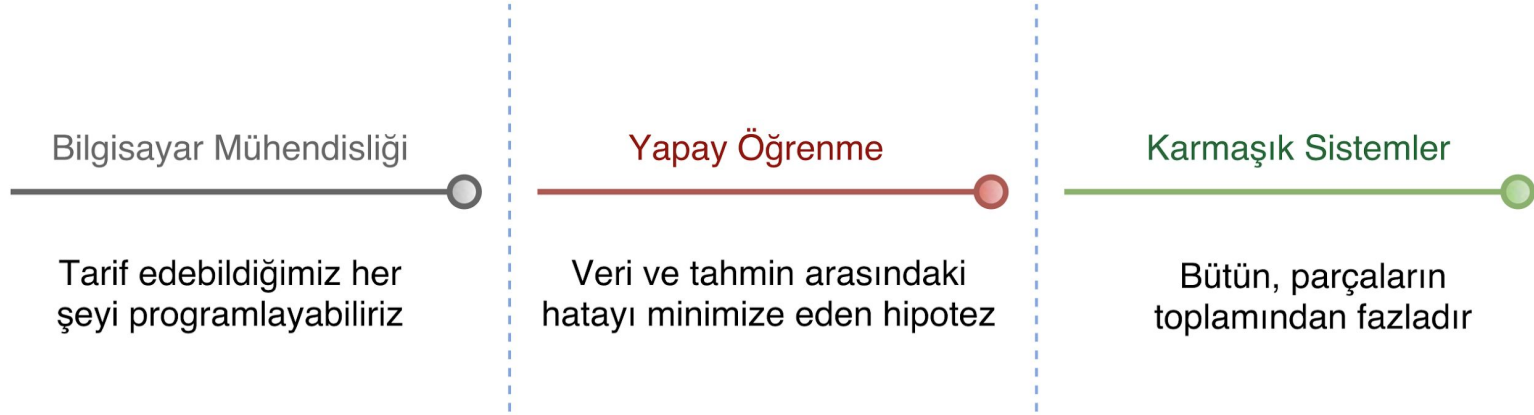 Bilgisayar Mühendisliği
Tarif edebildiğimiz her
şeyi programlayabiliriz
Yapay Öğrenme
Veri ve tahmin arasındaki
hatayı minimize eden hipotez
Karmaşık Sistemler
Bütün, parçaların
toplamından fazladır